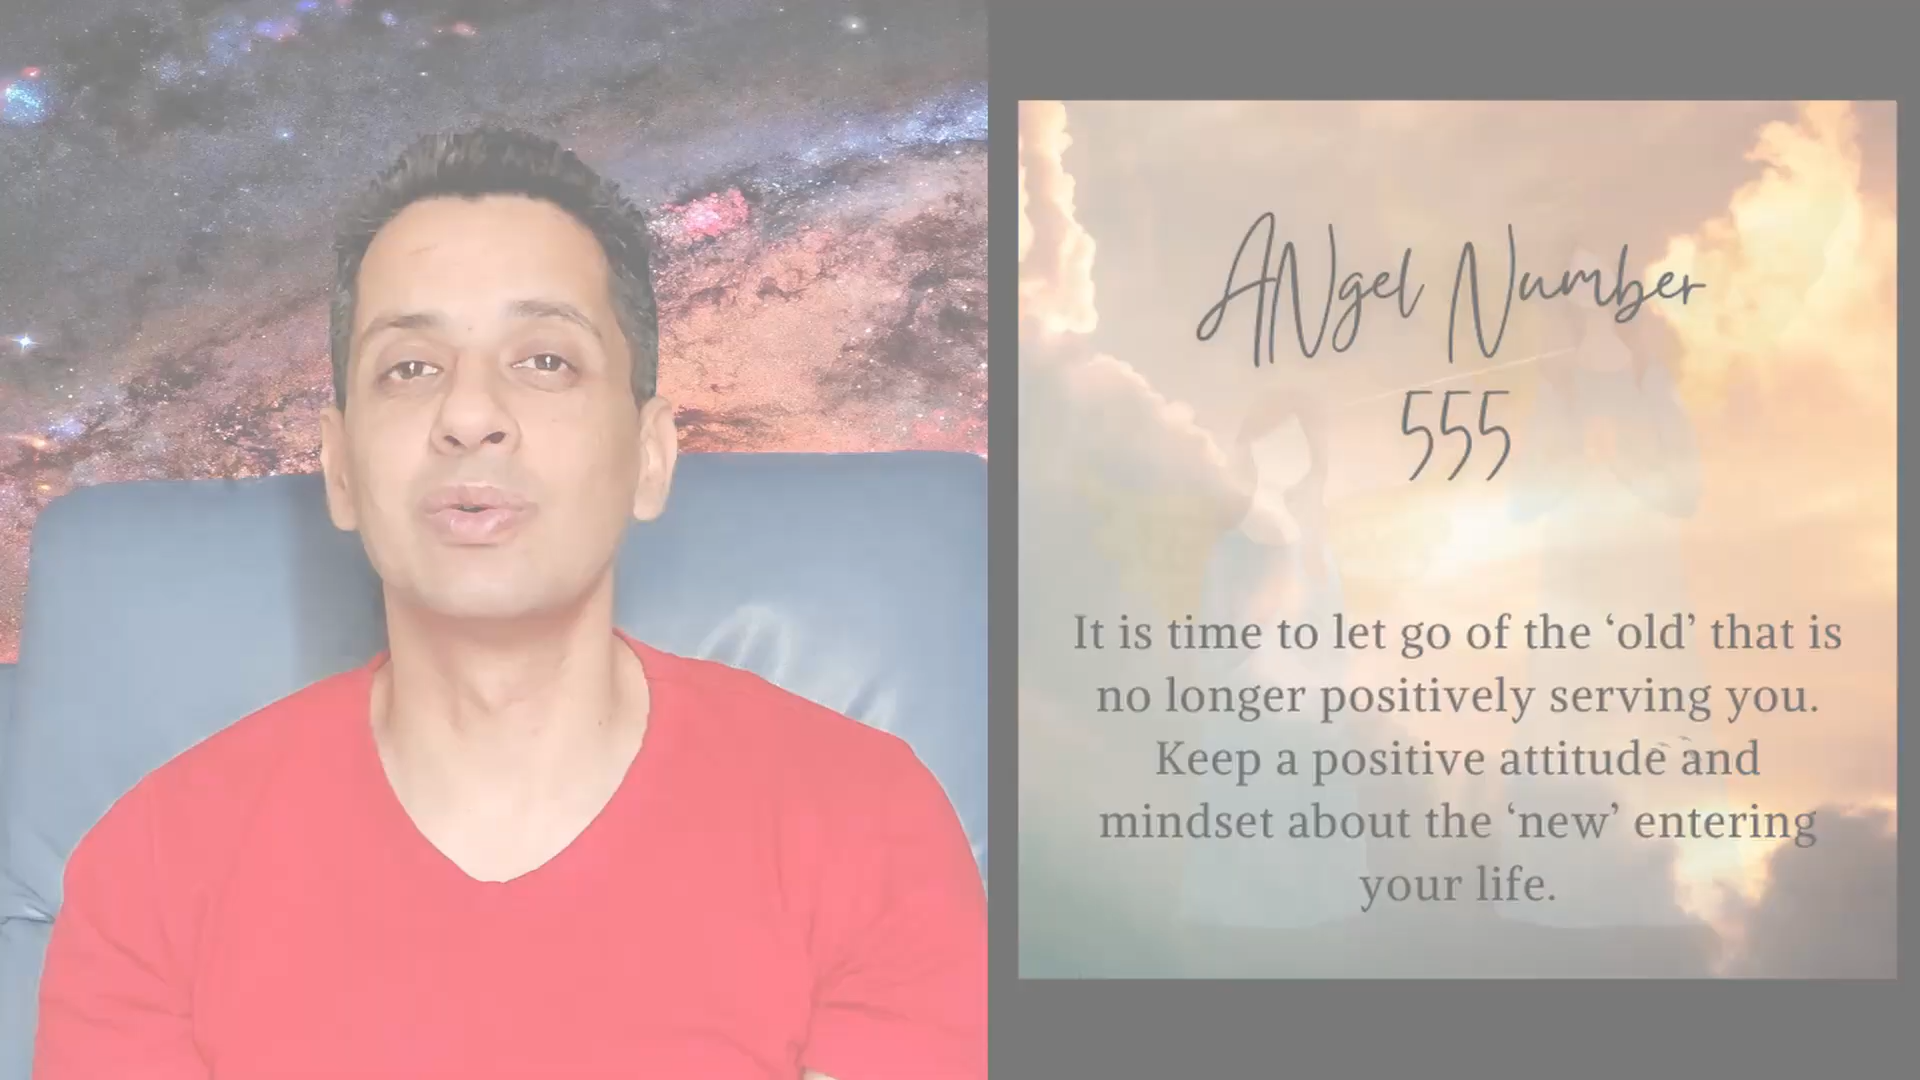 ANgel Number
555
It is time to let go of the ‘old’ that is
no longer positively serving you.
Keep a positive attitude and
mindset about the ‘new’ entering
your life.